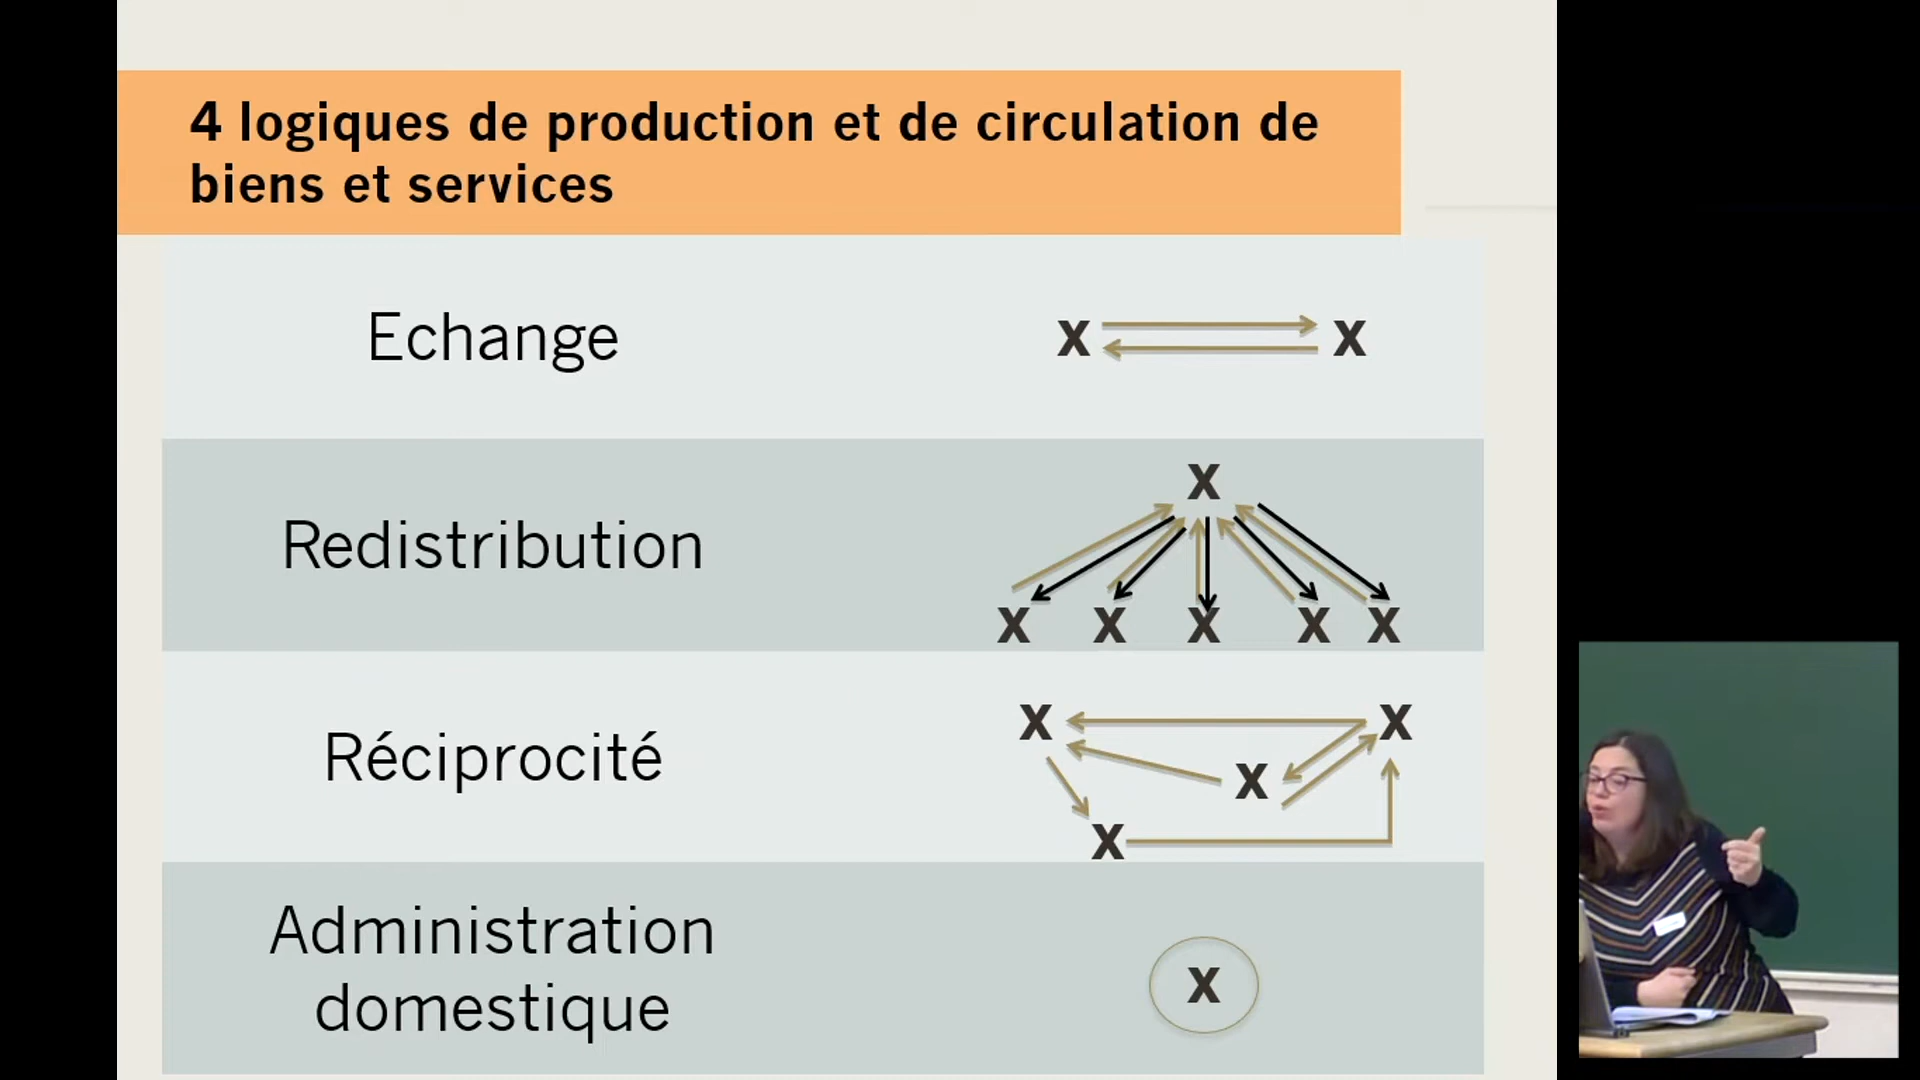 4 logiques de production et de circulation de
biens et services
Echange
X X
Redistribution
X
X X X X X
Réciprocité
X X
X
X
Administration
domestique
X